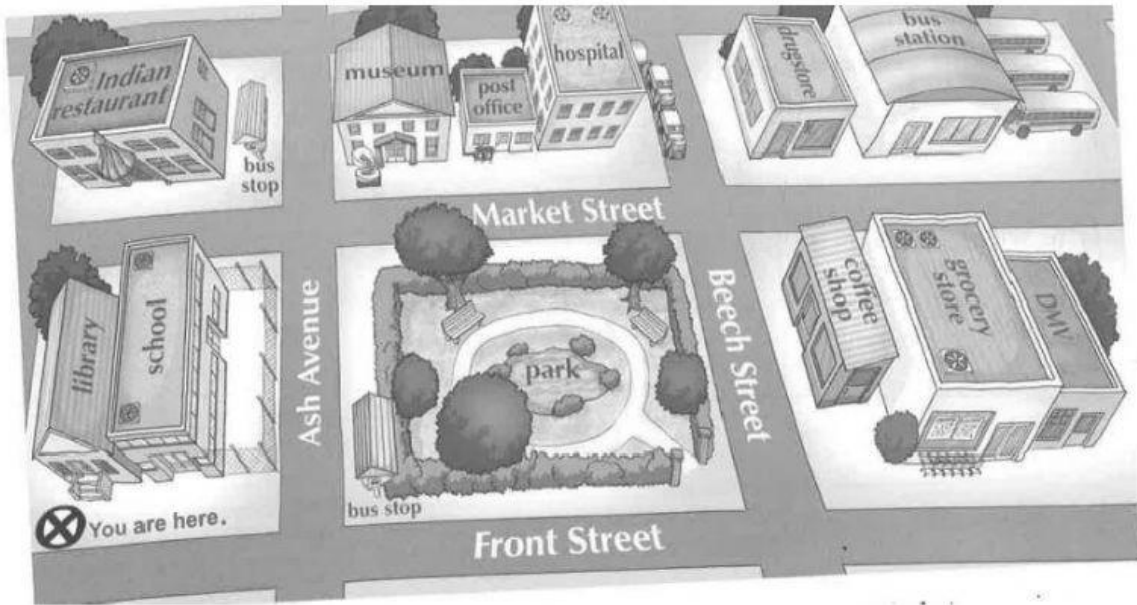 Indian
restaurant
bus
stop
museum
post
office
hospital
drugstore
bus
station
Market Street
library
school
Ash Avenue
park
Beech Street
coffee
shop
grocery
store
DMV
bus stop
You are here.
Front Street